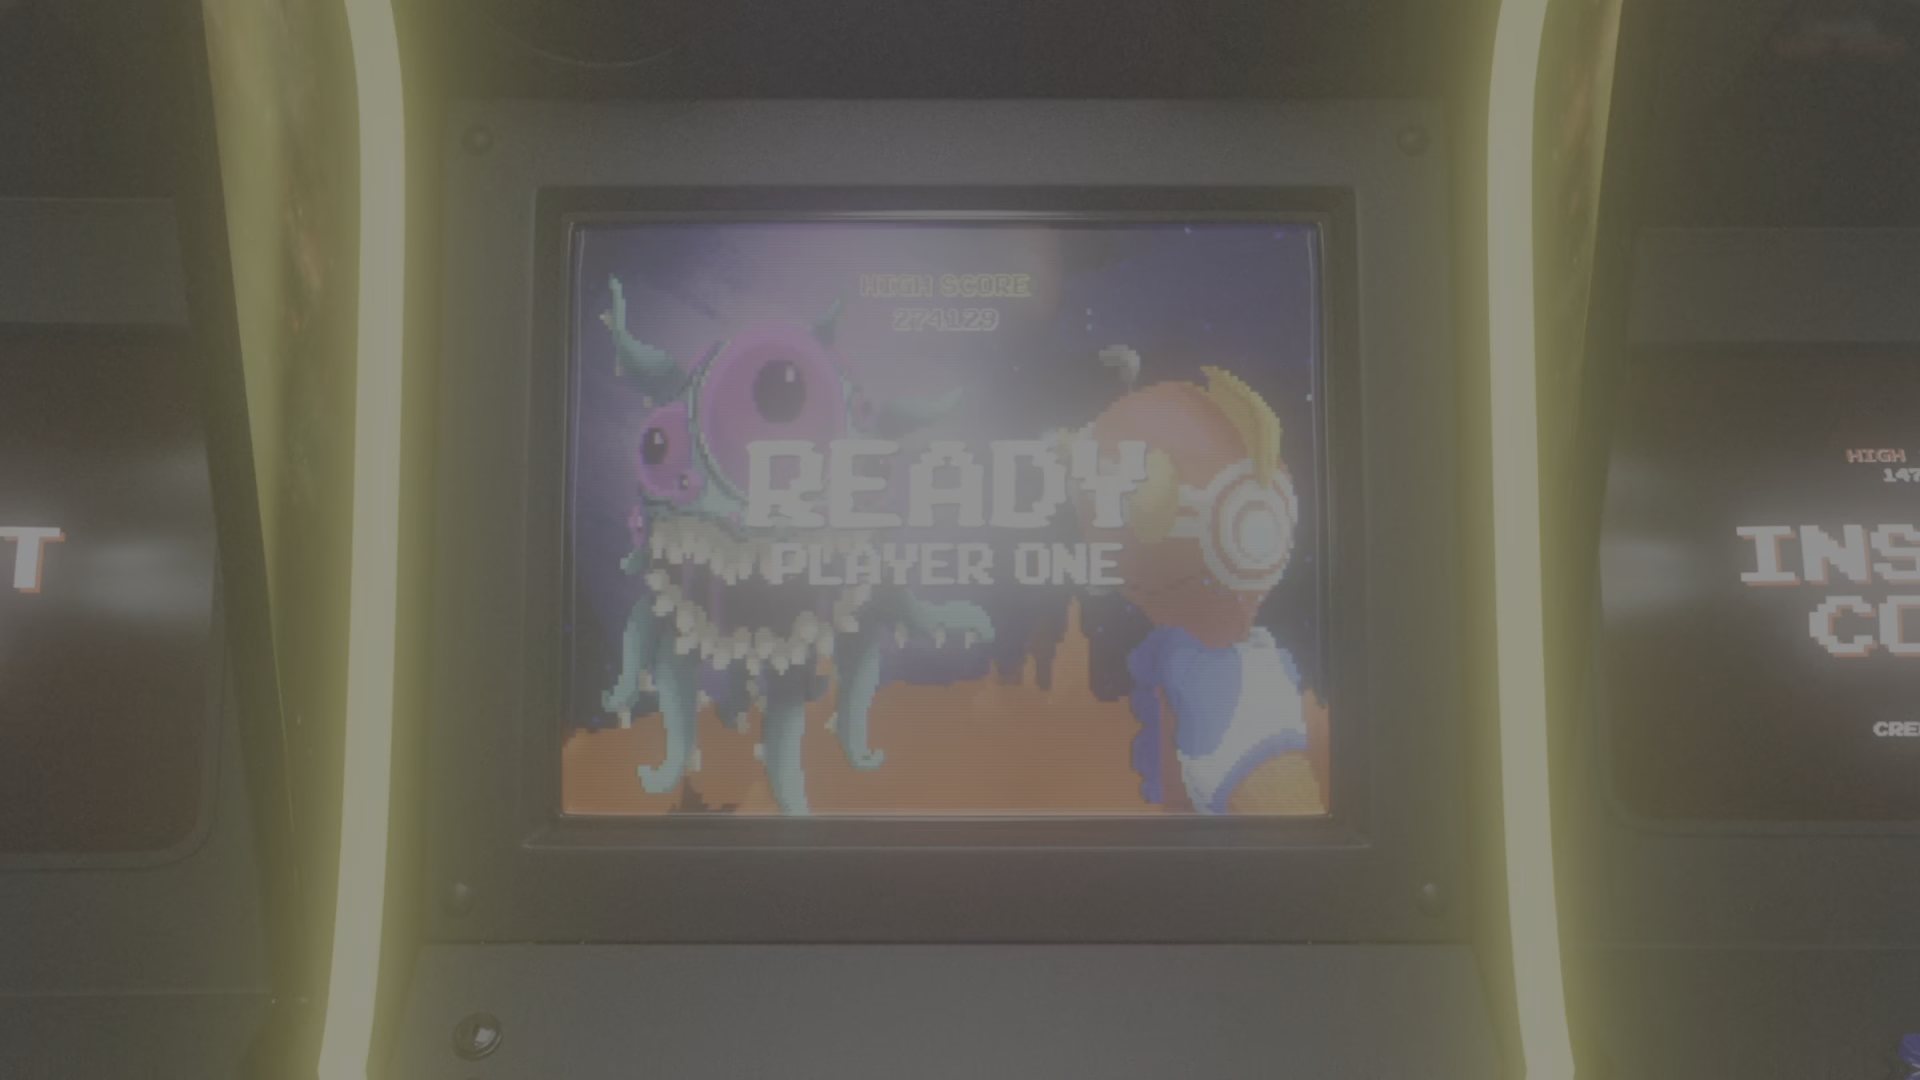 HIGH SCORE
274129
READY
PLAYER ONE
T
HIGH
147
INS
CO
CRE